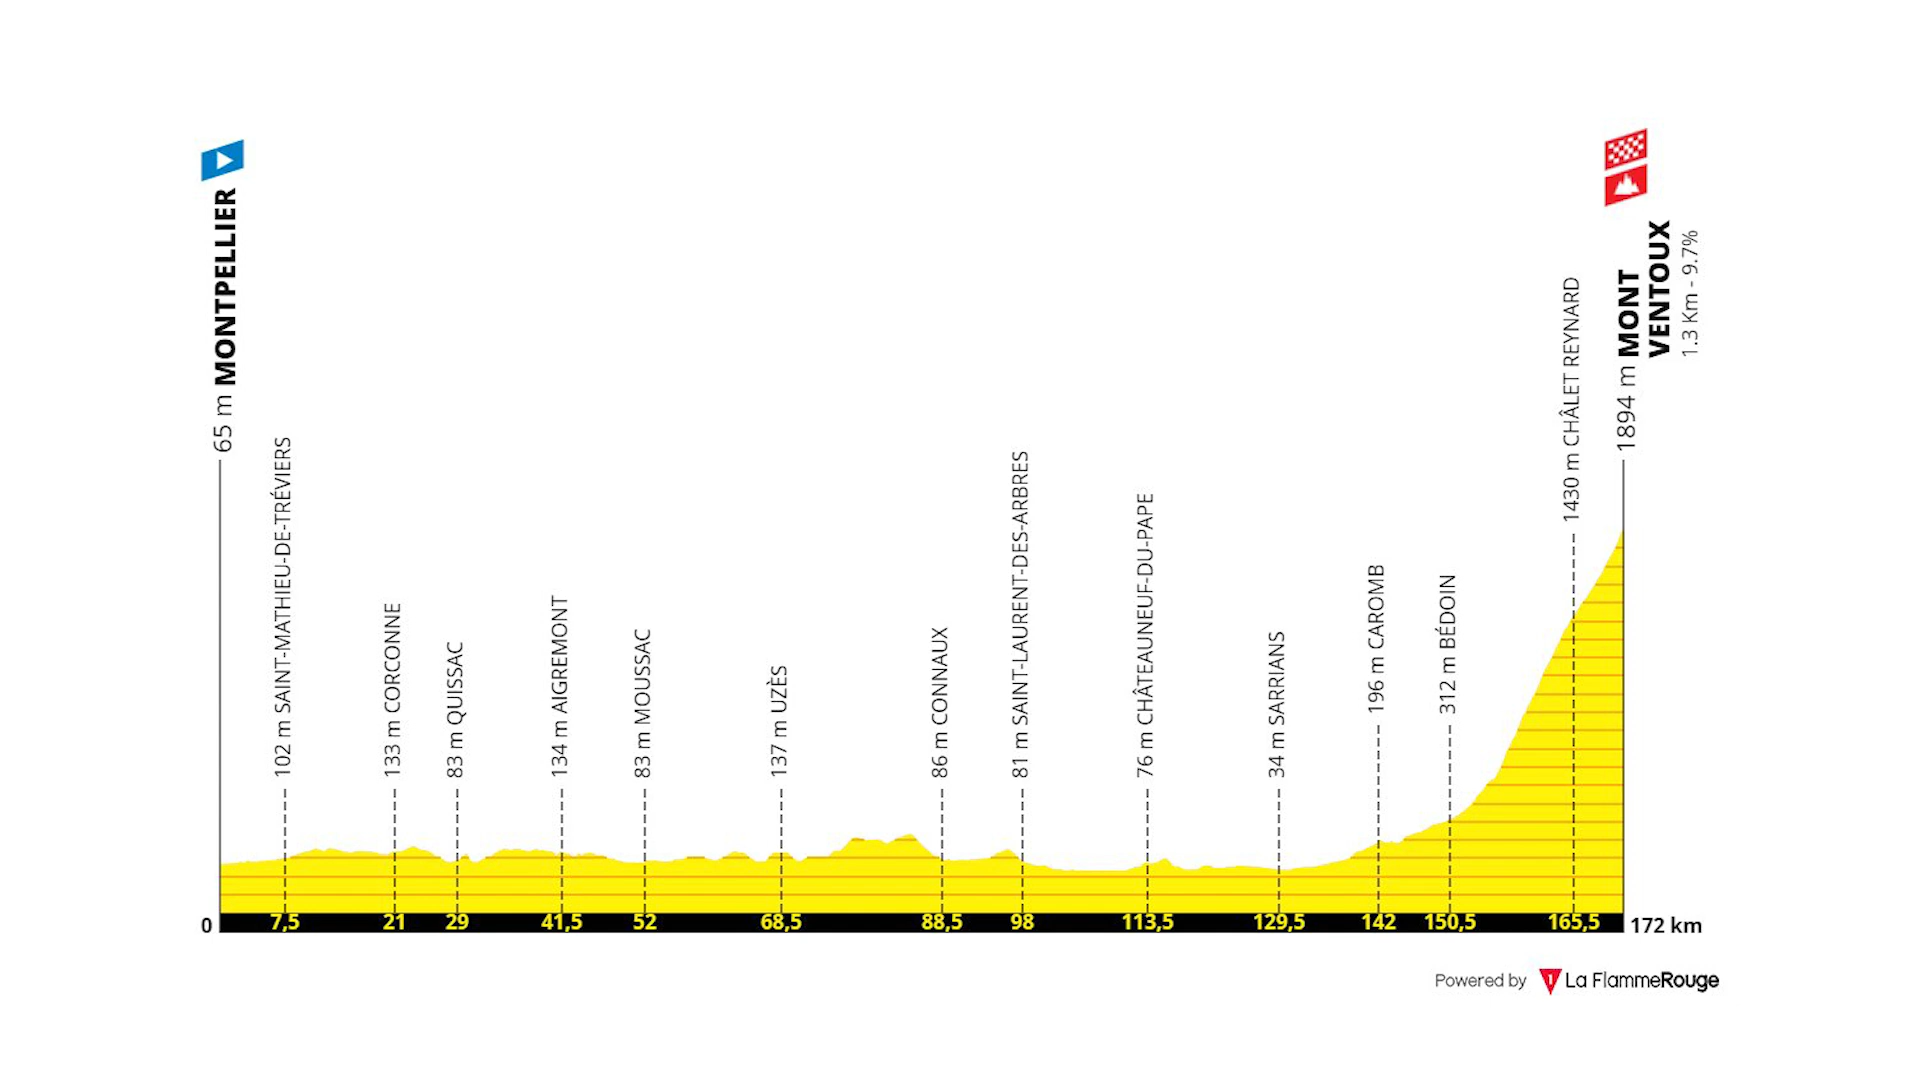 65 m MONTPELLIER
102 m SAINT-MATHIEU-DE-TRÉVIERS
133 m CORCONNE
83 m QUISSAC
134 m AIGREMONT
83 m MOUSSAC
137 m UZÈS
86 m CONNAUX
81 m SAINT-LAURENT-DES-ARBRES
76 m CHÂTEAUNEUF-DU-PAPE
34 m SARRIANS
196 m CAROMB
312 m BÉDOIN
1430 m CHÂLET REYNARD
1894 m MONT
VENTOUX
1.3 Km - 9.7%
0 7,5 21 29 41,5 52 68,5 88,5 98 113,5 129,5 142 150,5 165,5 172 km
Powered by 1 La FlammeRouge